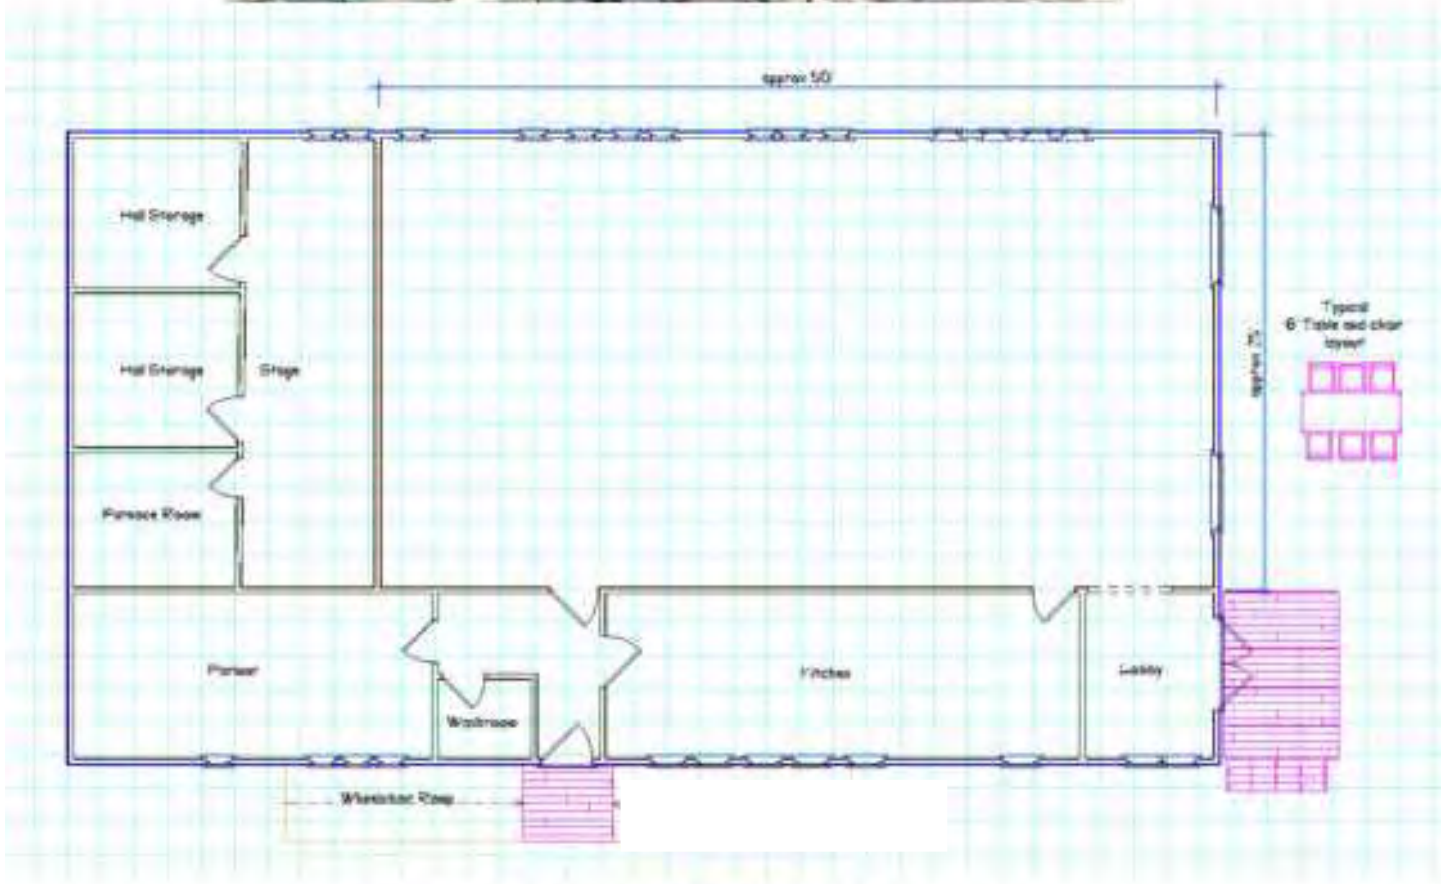 approx 50'
Hall Storage
Hall Storage
Stage
Typical
6' Table and chair
layout
Furnace Room
Kitchen
Lobby
Washroom
Wheelchair Ramp